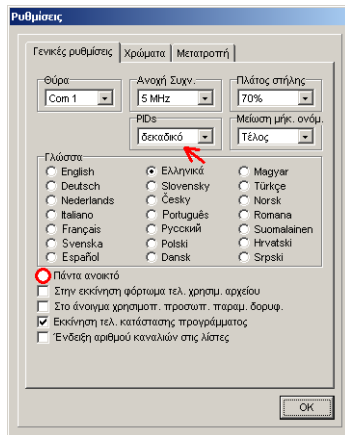 Ρυθμίσεις
Γενικές ρυθμίσεις Χρώματα Μετατροπή
Θύρα Ανοχή Συχν. Πλάτος στήλης
Com 1 5 MHz 70%
PIDs Μείωση μήκ. ονόμ.
δεκαδικό Τέλος
Γλώσσα
English Ελληνικά Magyar
Deutsch Slovensky Türkçe
Nederlands Česky Norsk
Italiano Português Romana
Français Русский Suomalainen
Svenska Polski Hrvatski
Español Dansk Srpski
Πάντα ανοικτό
Στην εκκίνηση φόρτωμα τελ. χρησιμ. αρχείου
Στο άνοιγμα χρησιμοπ. προσωπ. παραμ. δορυφ.
Εκκίνηση τελ. κατάστασης προγράμματος
Ένδειξη αριθμού καναλιών στις λίστες
OK